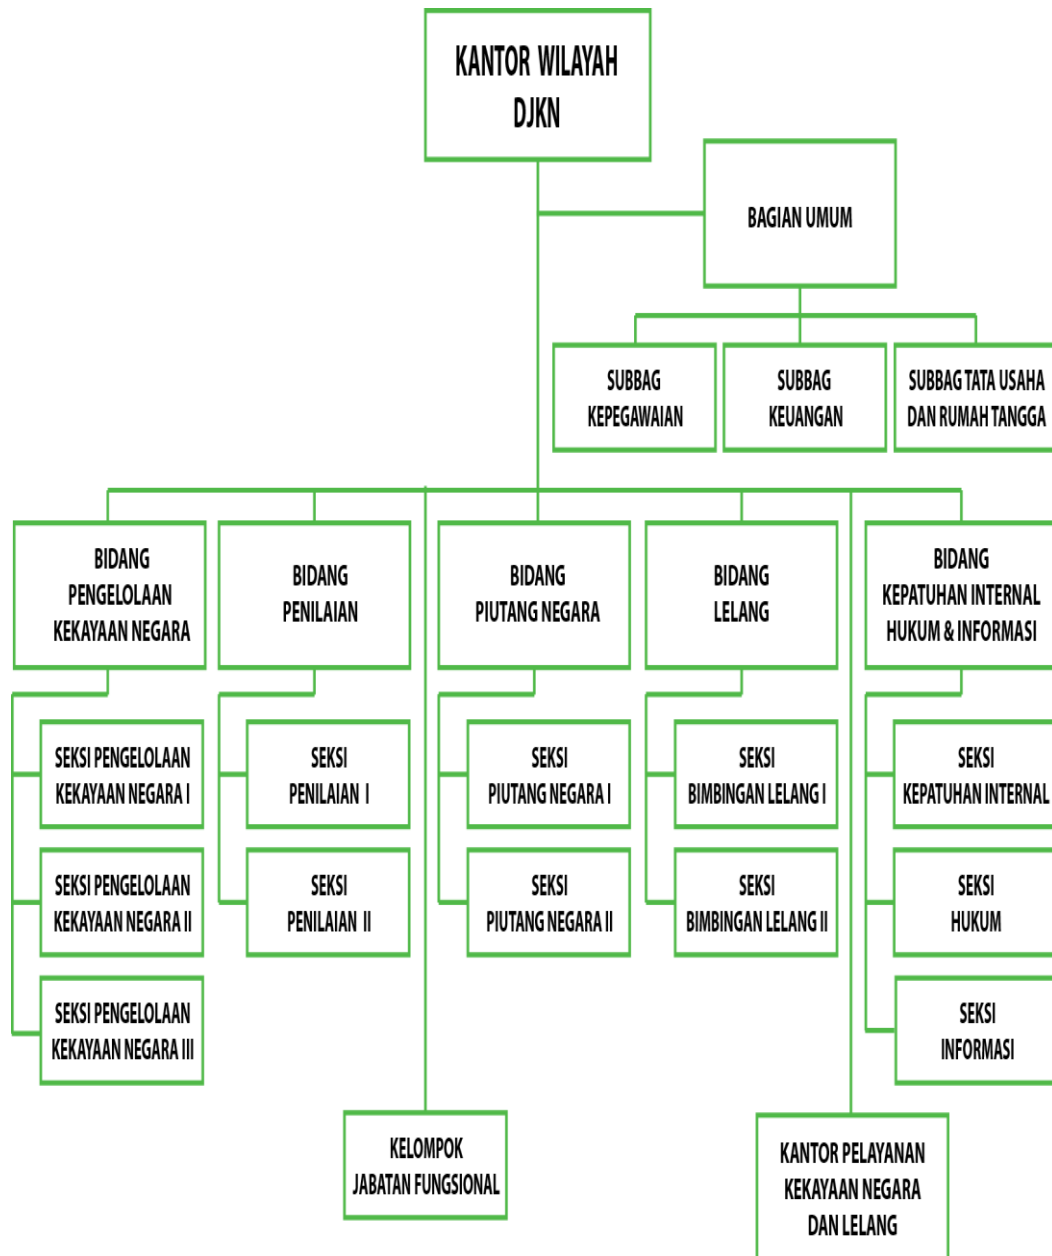 KANTOR WILAYAH
DJKN
BAGIAN UMUM
SUBBAG
KEPEGAWAIAN
SUBBAG
KEUANGAN
SUBBAG TATA USAHA
DAN RUMAH TANGGA
BIDANG
PENGELOLAAN
KEKAYAAN NEGARA
BIDANG
PENILAIAN
BIDANG
PIUTANG NEGARA
BIDANG
LELANG
BIDANG
KEPATUHAN INTERNAL
HUKUM & INFORMASI
SEKSI PENGELOLAAN
KEKAYAAN NEGARA I
SEKSI PENGELOLAAN
KEKAYAAN NEGARA II
SEKSI PENGELOLAAN
KEKAYAAN NEGARA III
SEKSI
PENILAIAN I
SEKSI
PENILAIAN II
SEKSI
PIUTANG NEGARA I
SEKSI
PIUTANG NEGARA II
SEKSI
BIMBINGAN LELANG I
SEKSI
BIMBINGAN LELANG II
SEKSI
KEPATUHAN INTERNAL
SEKSI
HUKUM
SEKSI
INFORMASI
KELOMPOK
JABATAN FUNGSIONAL
KANTOR PELAYANAN
KEKAYAAN NEGARA
DAN LELANG